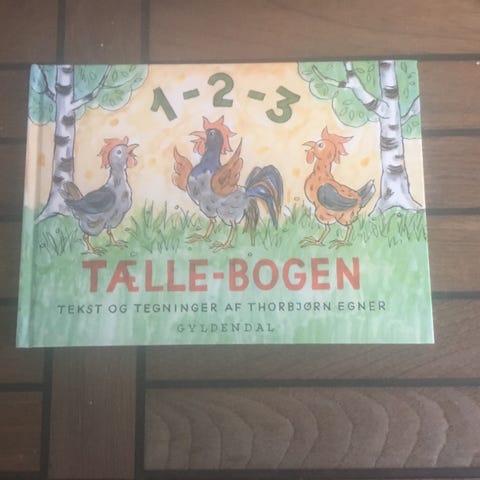 1-2-3
TÆLLE-BOGEN
TEKST OG TEGNINGER AF THORBJØRN EGNER
GYLDENDAL